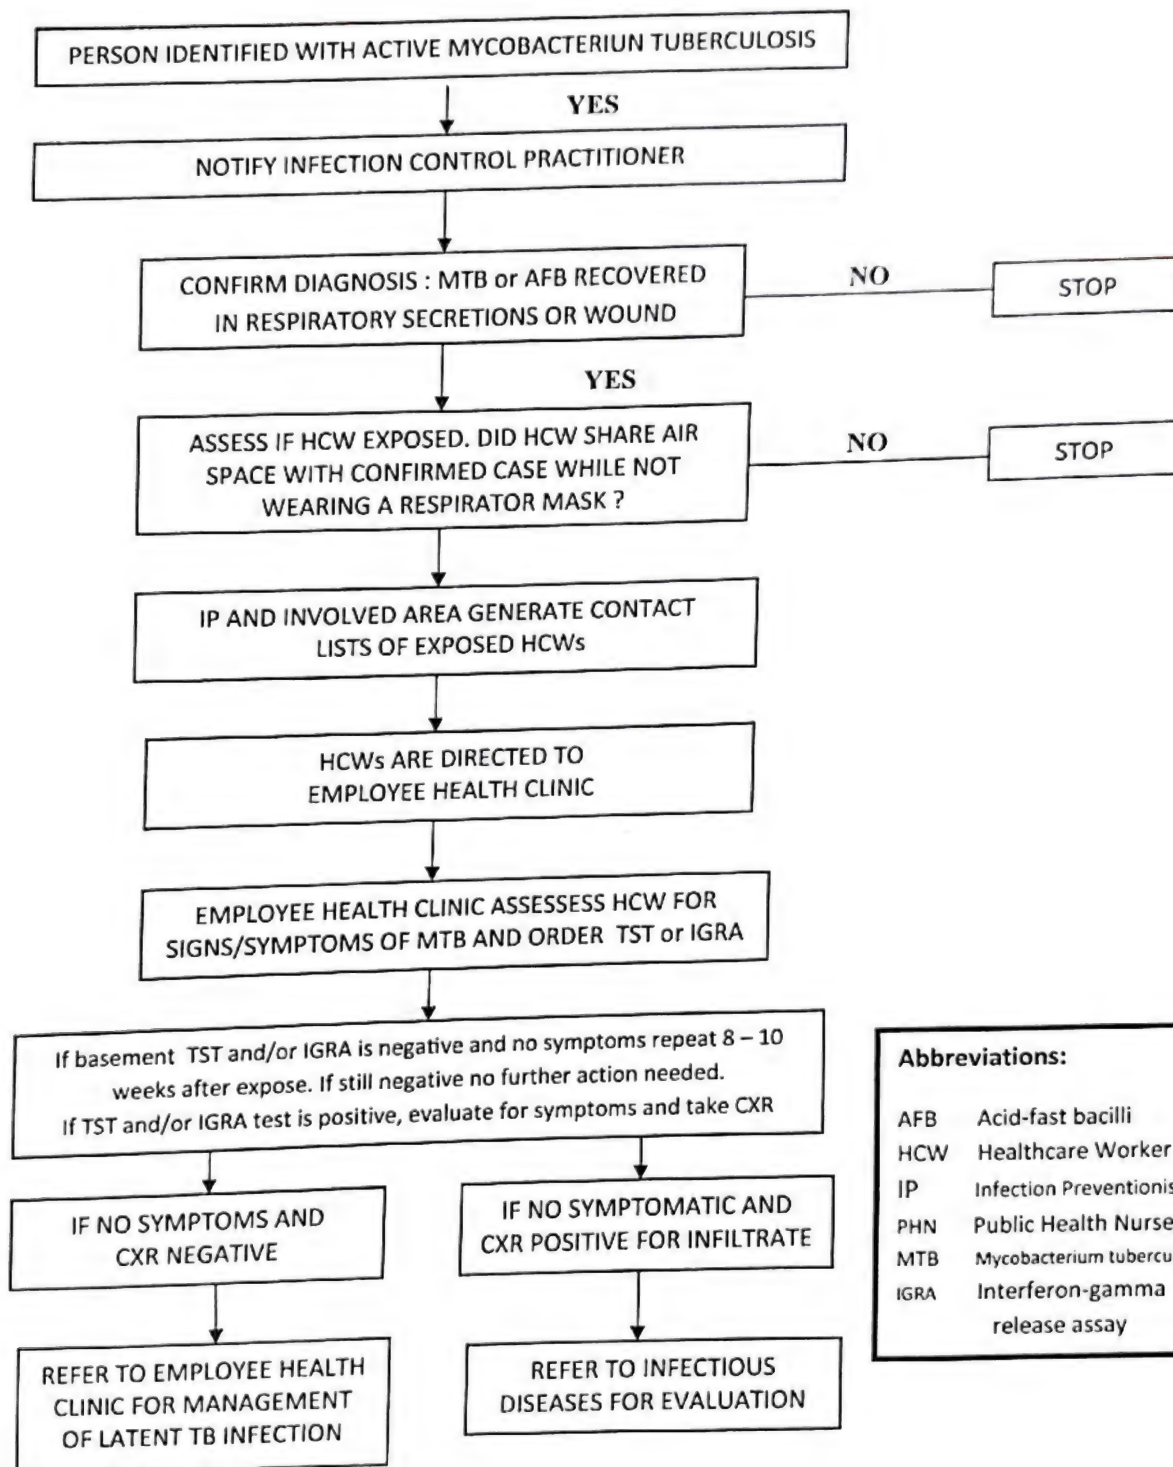 PERSON IDENTIFIED WITH ACTIVE MYCOBACTERIUN TUBERCULOSIS
YES
NOTIFY INFECTION CONTROL PRACTITIONER
CONFIRM DIAGNOSIS : MTB or AFB RECOVERED
IN RESPIRATORY SECRETIONS OR WOUND
NO
STOP
YES
ASSESS IF HCW EXPOSED. DID HCW SHARE AIR
SPACE WITH CONFIRMED CASE WHILE NOT
WEARING A RESPIRATOR MASK ?
NO
STOP
IP AND INVOLVED AREA GENERATE CONTACT
LISTS OF EXPOSED HCWs
HCWs ARE DIRECTED TO
EMPLOYEE HEALTH CLINIC
EMPLOYEE HEALTH CLINIC ASSESSESS HCW FOR
SIGNS/SYMPTOMS OF MTB AND ORDER TST or IGRA
If basement TST and/or IGRA is negative and no symptoms repeat 8 – 10
weeks after expose. If still negative no further action needed.
If TST and/or IGRA test is positive, evaluate for symptoms and take CXR
IF NO SYMPTOMS AND
CXR NEGATIVE
IF NO SYMPTOMATIC AND
CXR POSITIVE FOR INFILTRATE
REFER TO EMPLOYEE HEALTH
CLINIC FOR MANAGEMENT
OF LATENT TB INFECTION
REFER TO INFECTIOUS
DISEASES FOR EVALUATION
Abbreviations:
AFB Acid-fast bacilli
HCW Healthcare Worker
IP Infection Preventionis
PHN Public Health Nurse
MTB Mycobacterium tubercu
IGRA Interferon-gamma
release assay